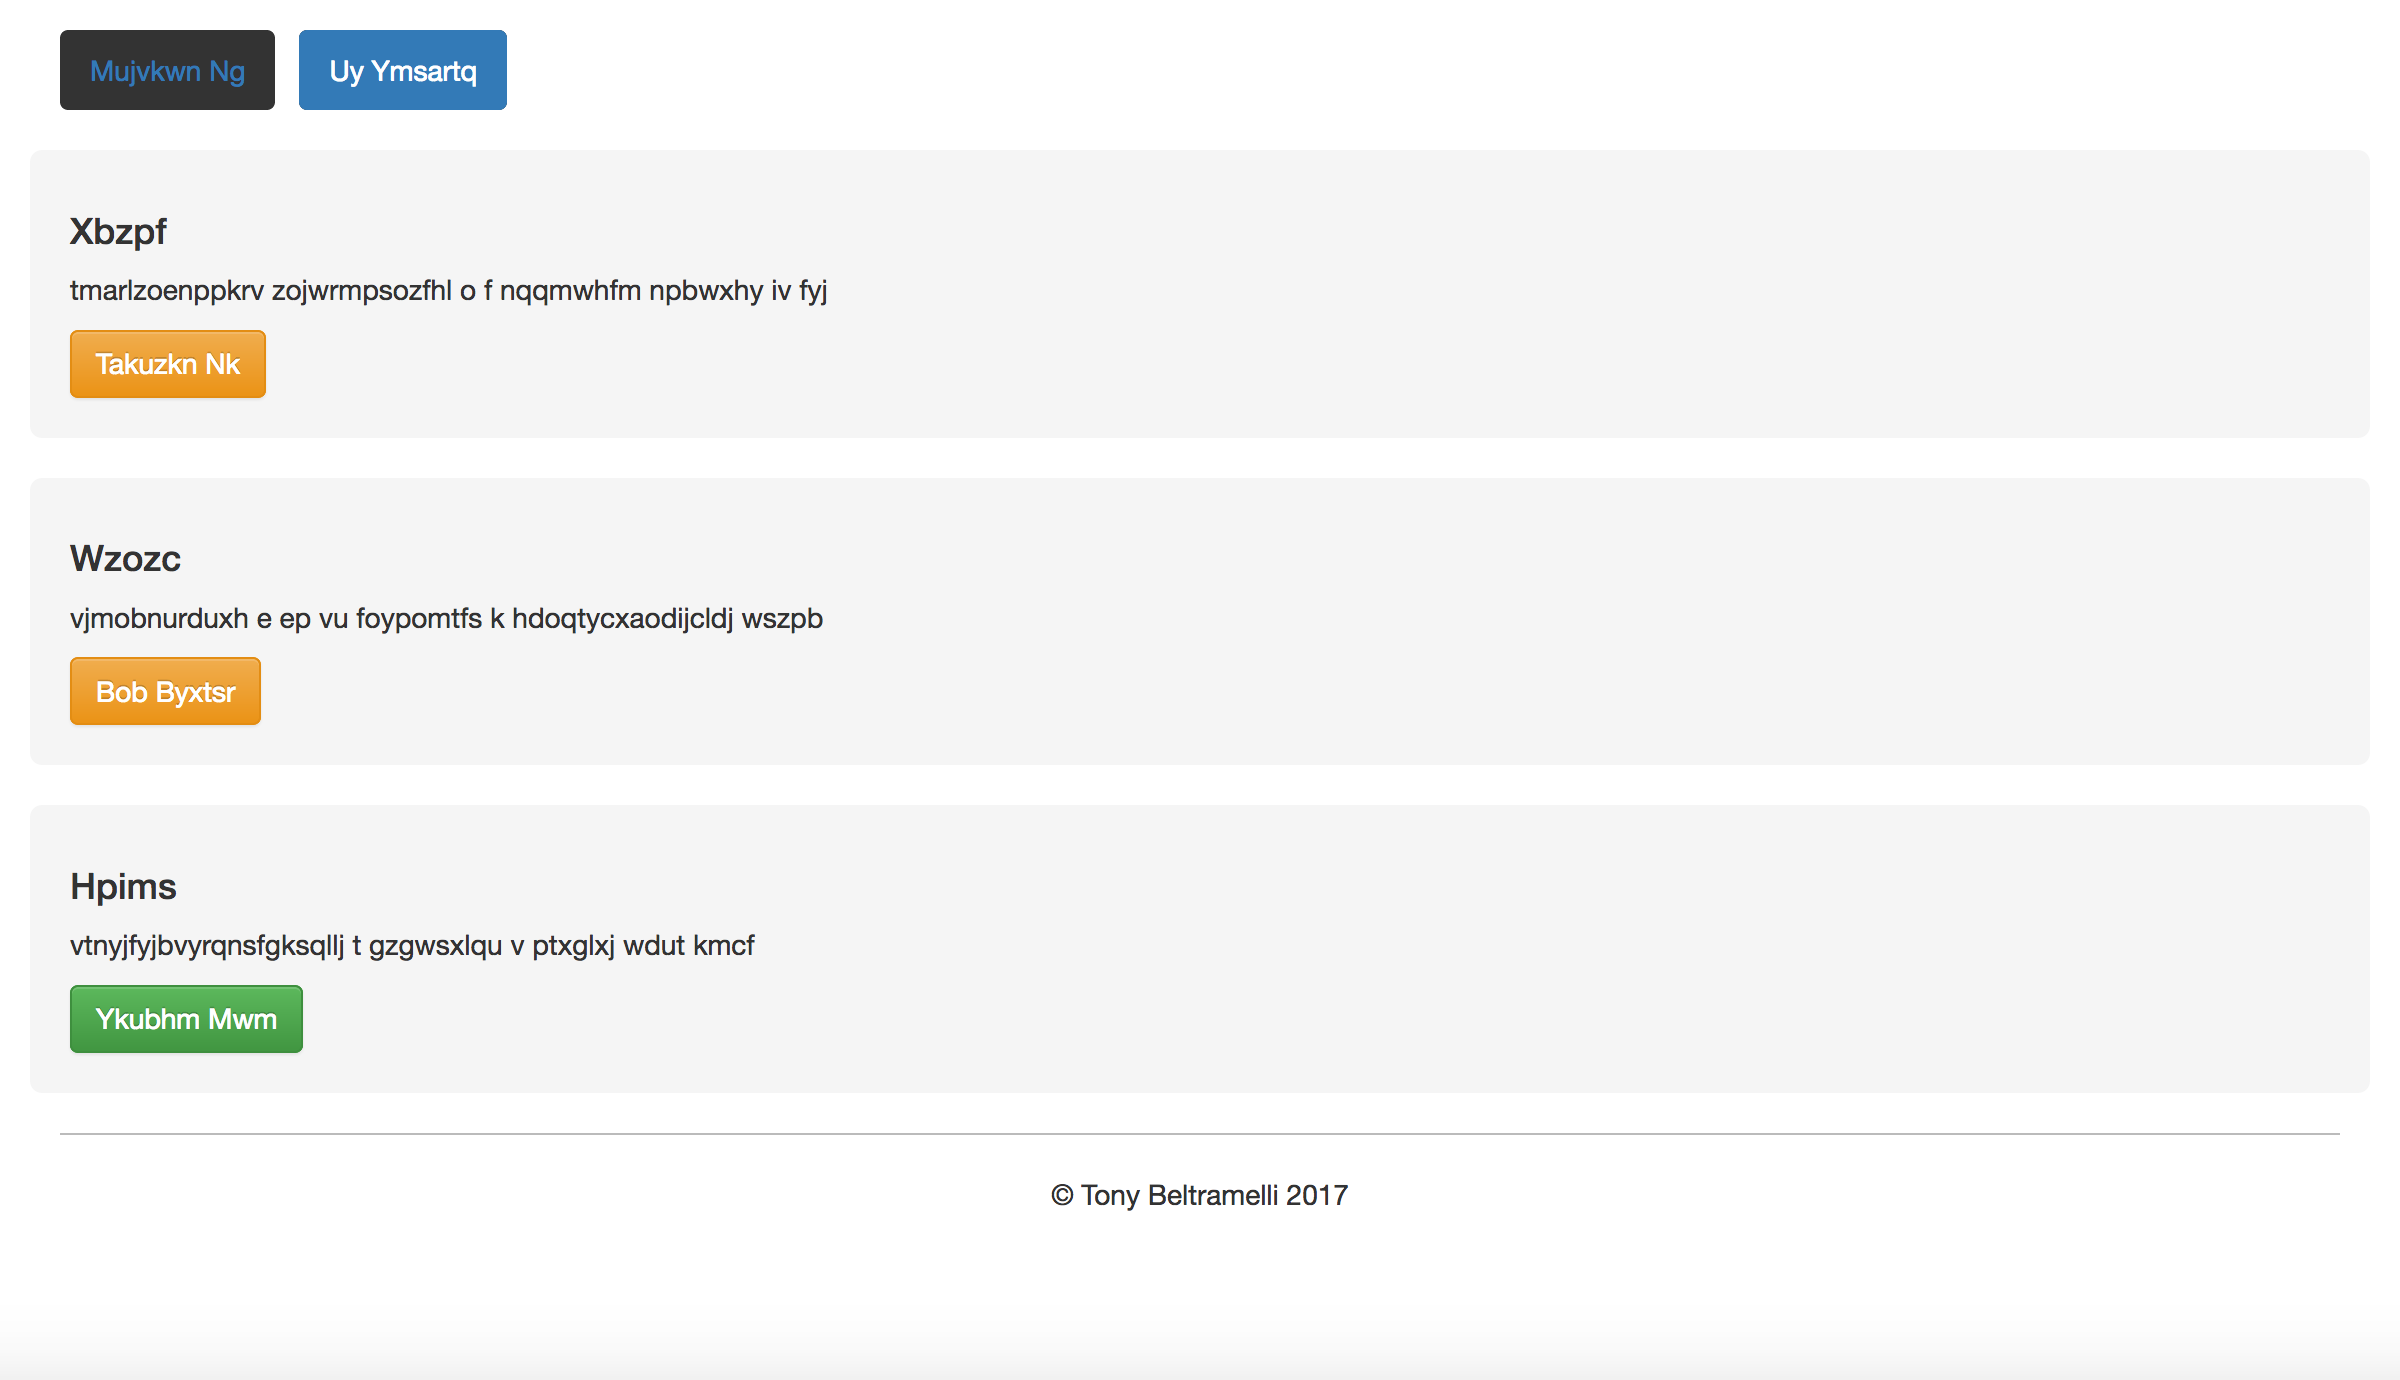 Mujvkwn Ng
Uy Ymsartq
Xbzpf
tmarlzoenppkrv zojwrmpsozfhl o f nqqmwhfm npbwxhy iv fyj
Takuzkn Nk
Wzozc
vjmobnurduxh e ep vu foypomtfs k hdoqtycxaodijcldj wszpb
Bob Byxtsr
Hpims
vtnyjfyjbvyrqnsfgksqllj t gzgwsxlqu v ptxglxj wdut kmcf
Ykubhm Mwm
© Tony Beltramelli 2017